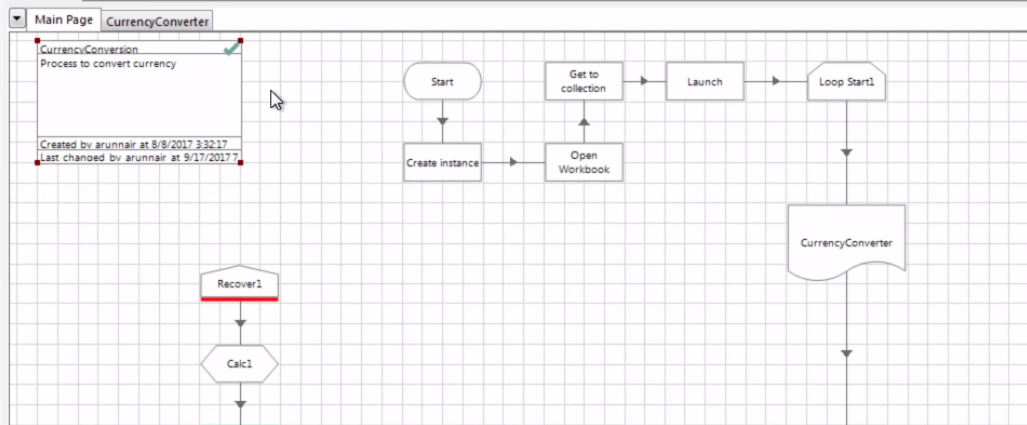 Main Page
CurrencyConverter
CurrencyConversion
Process to convert currency
Created by arunnair at 8/8/2017 3:32:17
Last changed by arunnair at 9/17/2017 7
Start
Get to
collection
Launch
Loop Start1
Create instance
Open
Workbook
CurrencyConverter
Recover1
Calc1